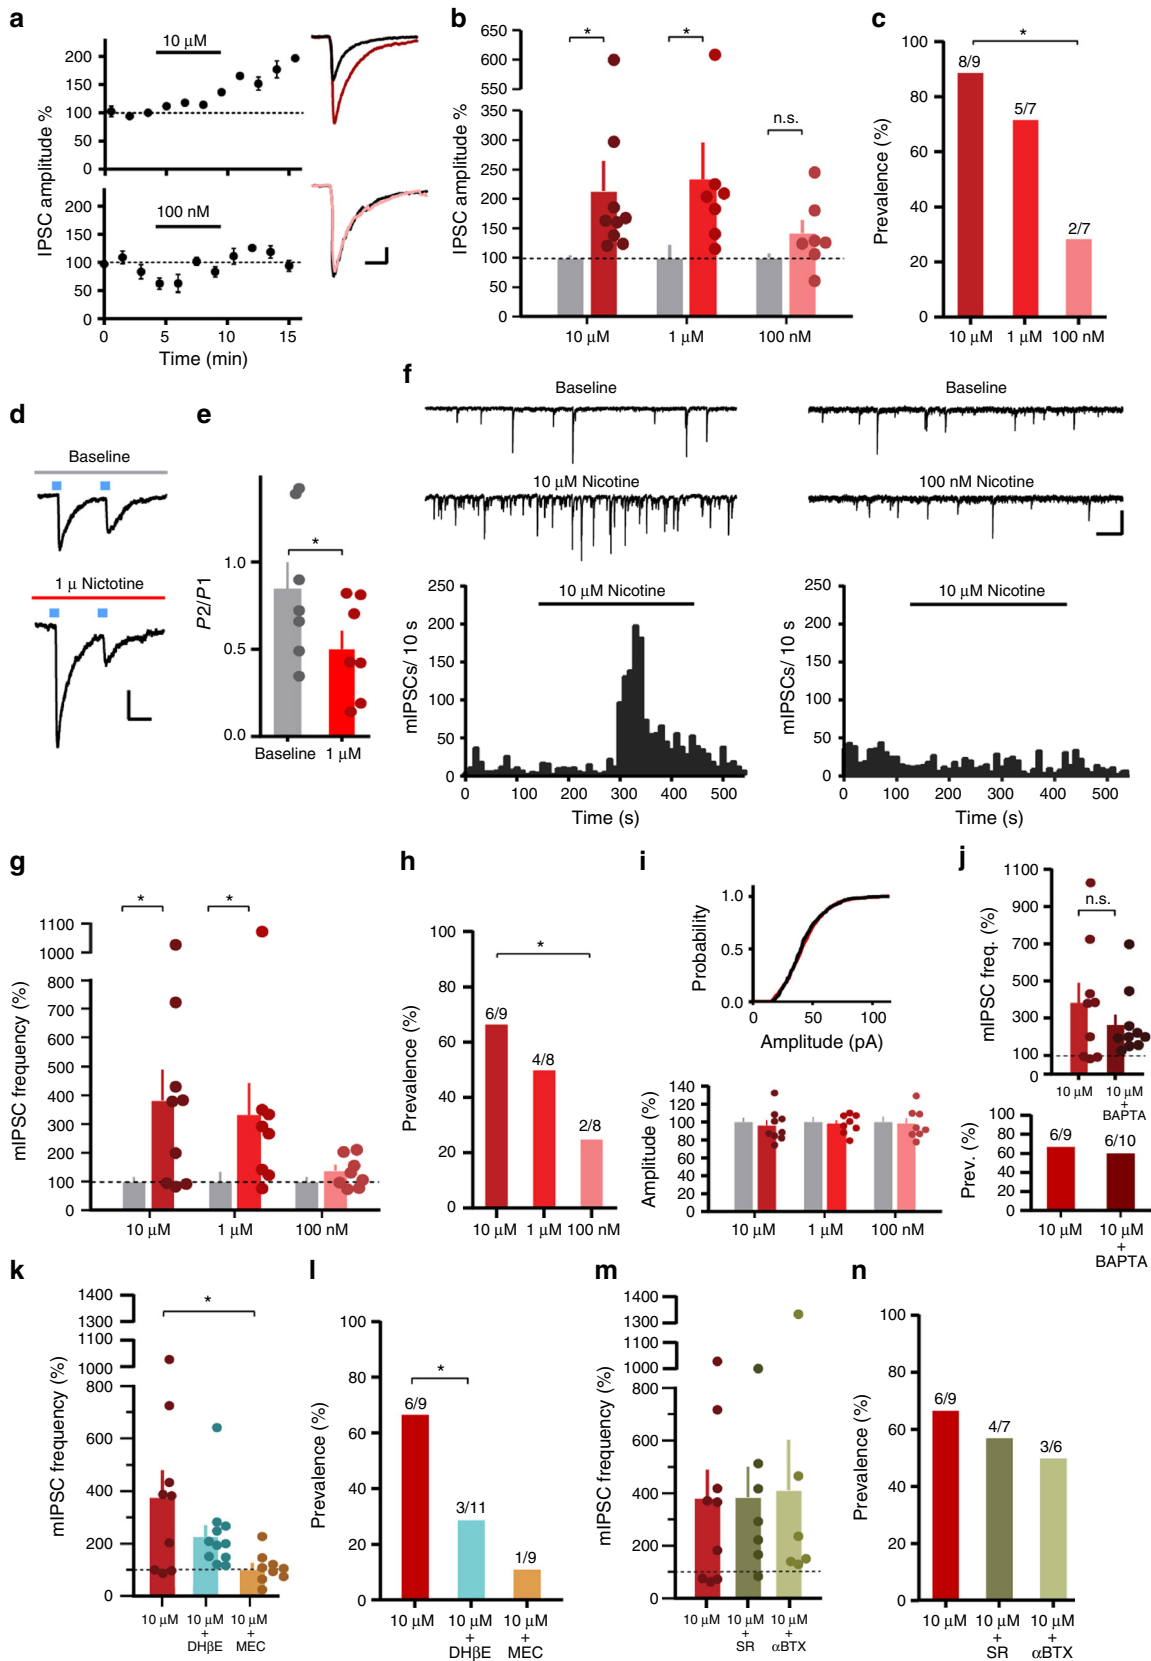 a
10 μM
200
150
100
50
0
IPSC amplitude %
100 nM
200
150
100
50
0
0 5 10 15
Time (min)
b
650
600
550
500
350
300
250
200
150
100
50
0
IPSC amplitude %
*
*
n.s.
10 μM 1 μM 100 nM
c
100
80
60
40
20
0
Prevalence (%)
*
8/9
5/7
2/7
10 μM 1 μM 100 nM
d
Baseline
1 μ Nictotine
e
1.0
0.5
0.0
P2/P1
*
Baseline 1 μM
f
Baseline
10 μM Nicotine
10 μM Nicotine
250
200
150
100
50
0
mIPSCs/ 10 s
0 100 200 300 400 500
Time (s)
Baseline
100 nM Nicotine
10 μM Nicotine
250
200
150
100
50
0
mIPSCs/ 10 s
0 100 200 300 400 500
Time (s)
g
1100
1000
800
700
600
500
400
300
200
100
0
mIPSC frequency (%)
*
*
10 μM 1 μM 100 nM
h
100
80
60
40
20
0
Prevalence (%)
*
6/9
4/8
2/8
10 μM 1 μM 100 nM
i
1.0
0.5
0.0
Probability
0 50 100
Amplitude (pA)
140
120
100
80
60
40
20
0
Amplitude (%)
10 μM 1 μM 100 nM
j
1100
900
700
500
300
100
0
mIPSC freq. (%)
n.s.
10 μM 10 μM
+
BAPTA
100
80
60
40
20
0
Prev. (%)
6/9 6/10
10 μM 10 μM
+
BAPTA
k
1400
1300
1100
1000
800
600
400
200
0
mIPSC frequency (%)
*
10 μM 10 μM 10 μM
+ +
DHβE MEC
l
100
80
60
40
20
0
Prevalence (%)
*
6/9
3/11
1/9
10 μM 10 μM 10 μM
+ +
DHβE MEC
m
1400
1300
1100
1000
800
600
400
200
0
mIPSC frequency (%)
10 μM 10 μM 10 μM
+ +
SR αBTX
n
100
80
60
40
20
0
Prevalence (%)
6/9
4/7
3/6
10 μM 10 μM 10 μM
+ +
SR αBTX